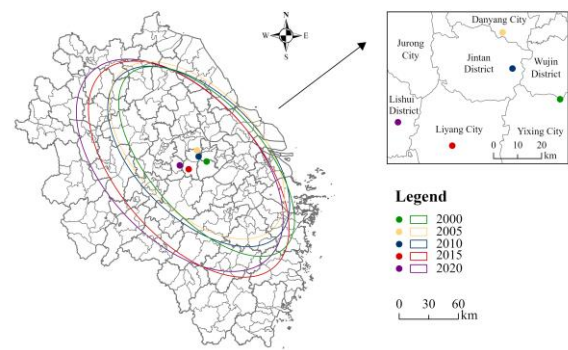 N
W E
S
Danyang City
Jurong
City
Jintan
District
Wujin
District
Lishui
District
Liyang City
Yixing City
0 10 20
km
Legend
2000
2005
2010
2015
2020
0 30 60
km